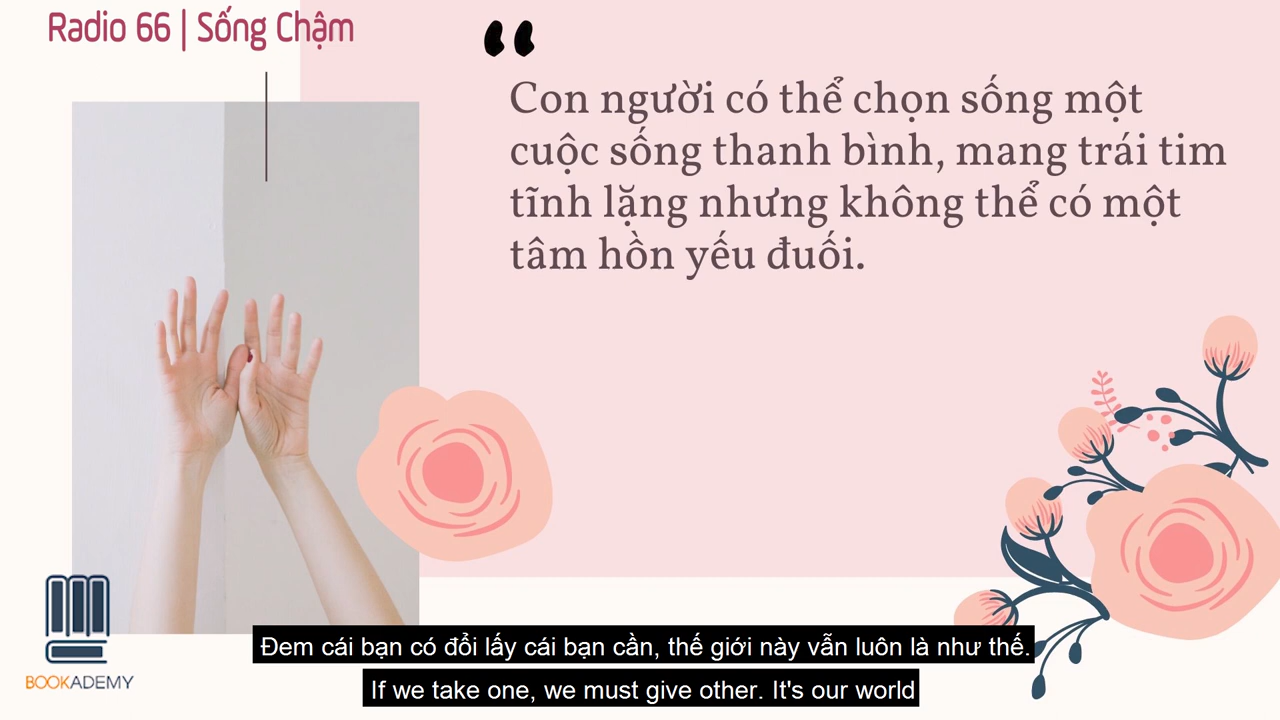 Radio 66 | Sống Chậm
Con người có thể chọn sống một
cuộc sống thanh bình, mang trái tim
tĩnh lặng nhưng không thể có một
tâm hồn yếu đuối.
BOOKADEMY
Đem cái bạn có đổi lấy cái bạn cần, thế giới này vẫn luôn là như thế.
If we take one, we must give other. It's our world